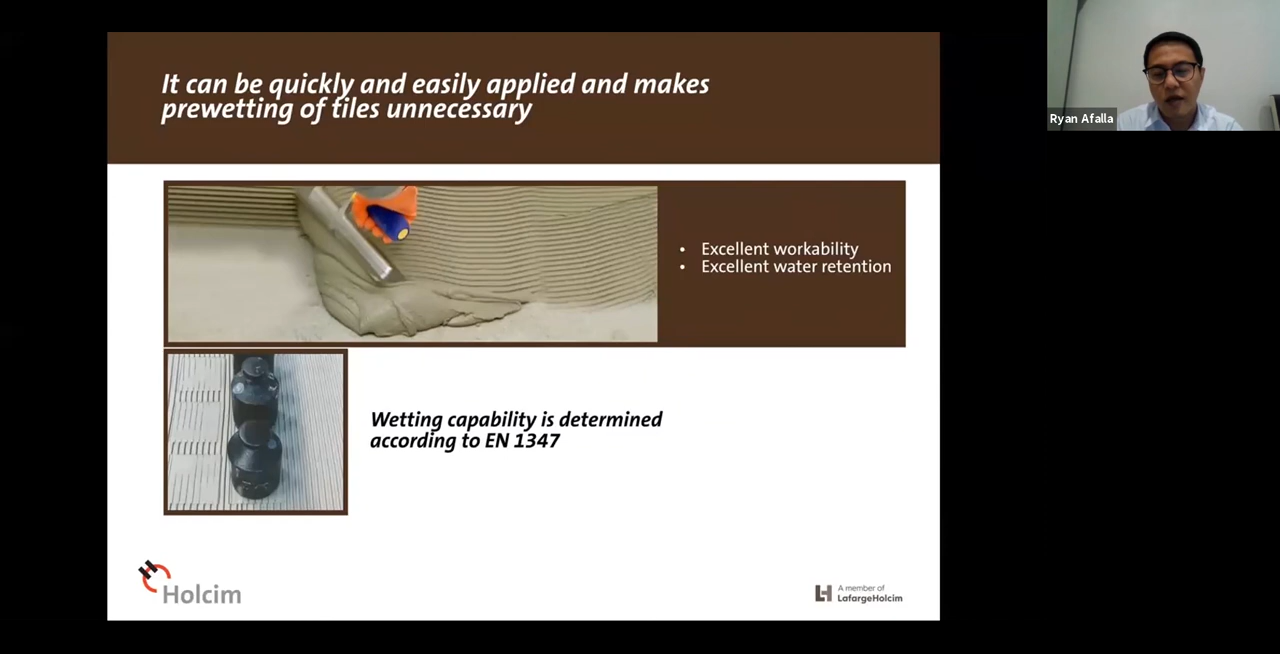 It can be quickly and easily applied and makes
prewetting of tiles unnecessary
Ryan Afalla
• Excellent workability
• Excellent water retention
Wetting capability is determined
according to EN 1347
Holcim
A member of
LafargeHolcim